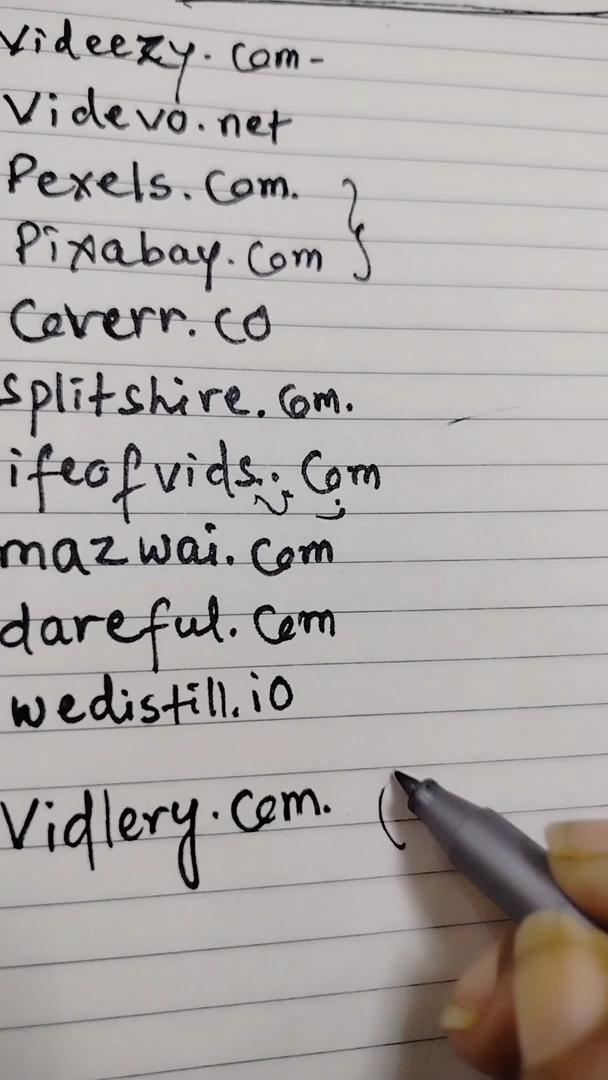 Videezy.com-
Videvo.net
Pexels.com.
Pixabay.com
Coverr.co
splitshire.com.
ifeofvids.com
mazwai.com
dareful.com
wedistill.io
Vidlery.com. (